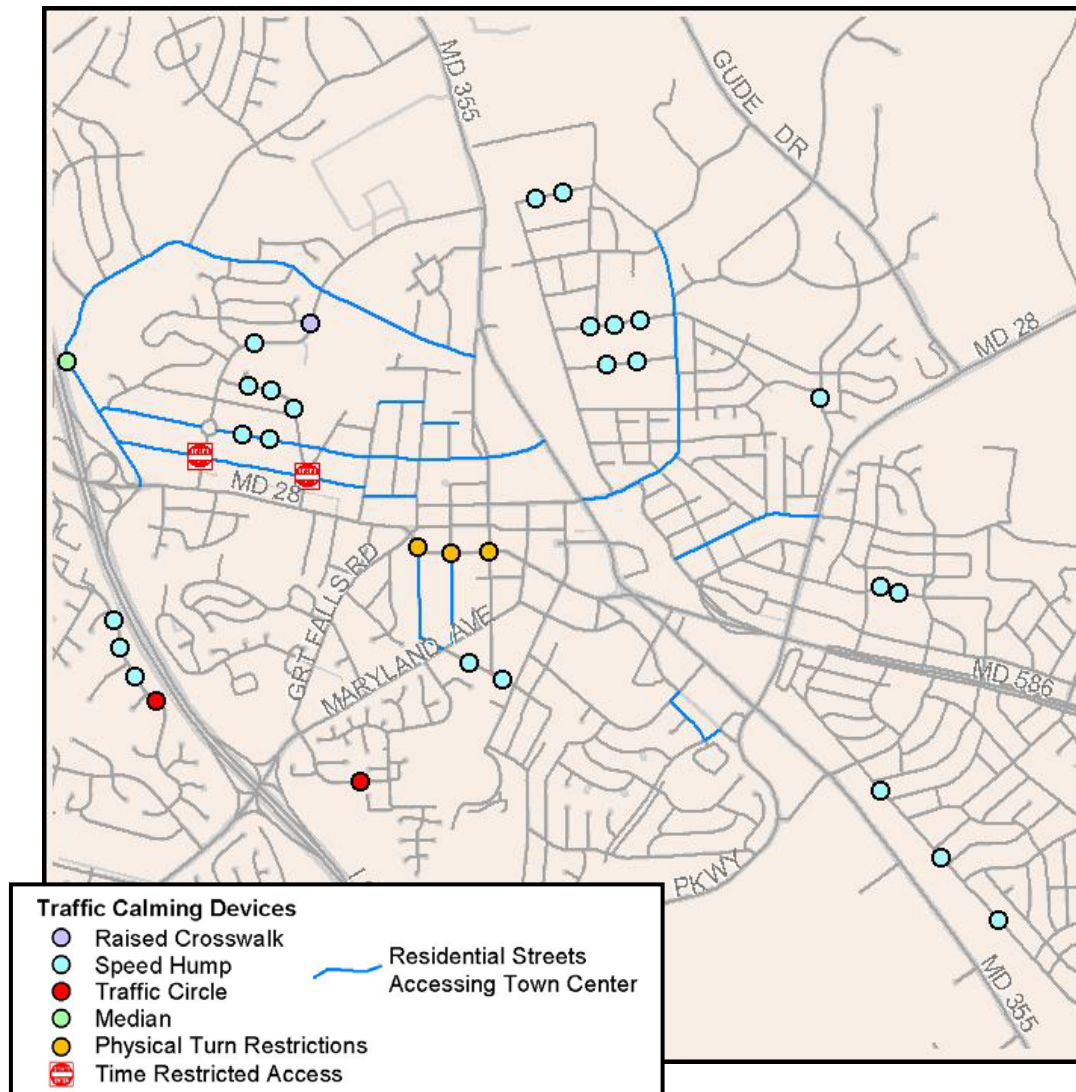 MD 355
GUDE DR
MD 28
MD 28
GRT FALLS RD
MARYLAND AVE
MD 586
PKWY
MD 355
Traffic Calming Devices
Raised Crosswalk
Speed Hump
Traffic Circle
Median
Physical Turn Restrictions
Time Restricted Access
Residential Streets
Accessing Town Center